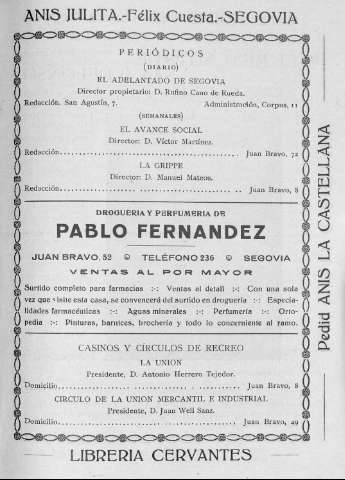 ANIS JULITA.-Félix Cuesta.-SEGOVIA
PERIÓDICOS
(DIARIO)
EL ADELANTADO DE SEGOVIA
Director propietario: D. Rufino Cano de Rueda.
Redacción. San Agustín, 7. Administración, Corpus, 11
(SEMANALES)
EL AVANCE SOCIAL
Director: D. Víctor Martínez.
Redacción........ Juan Bravo, 72
LA GRIPPE
Director: D. Manuel Mateos.
Redacción........ Juan Bravo, 8
DROGUERIA Y PERFUMERIA DE
PABLO FERNANDEZ
JUAN BRAVO, 52 TELÉFONO 236 SEGOVIA
VENTAS AL POR MAYOR
Surtido completo para farmacias :-: Ventas al detall :-: Con una sola
vez que visite esta casa, se convencerá del surtido en droguería :-: Especia-
lidades farmacéuticas :-: Aguas minerales :-: Perfumería :-: Orto-
pedia :-: Pinturas, barnices, brochería y todo lo concerniente al ramo.
CASINOS Y CÍRCULOS DE RECREO
LA UNION
Presidente, D. Antonio Herrero Tejedor.
Domicilio........ Juan Bravo, 8
CIRCULO DE LA UNION MERCANTIL E INDUSTRIAL
Presidente, D. Juan Well Sanz.
Domicilio........ Juan Bravo, 49
Pedid ANIS LA CASTELLANA
LIBRERIA CERVANTES